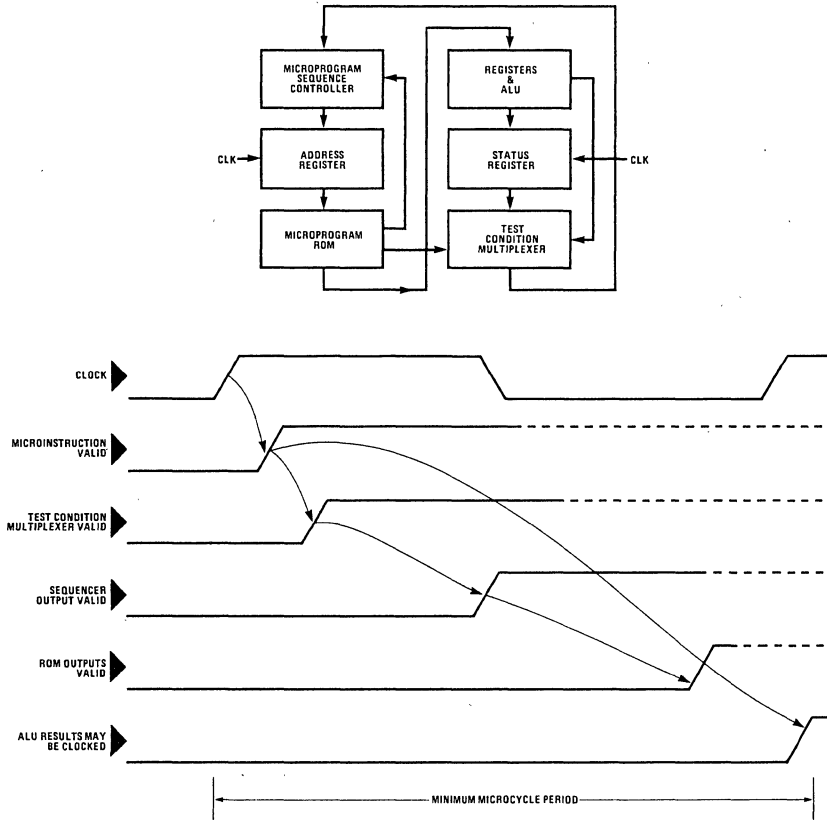 MICROPROGRAM
SEQUENCE
CONTROLLER
REGISTERS
&
ALU
CLK
ADDRESS
REGISTER
STATUS
REGISTER
CLK
MICROPROGRAM
ROM
TEST
CONDITION
MULTIPLEXER
CLOCK
MICROINSTRUCTION
VALID
TEST CONDITION
MULTIPLEXER VALID
SEQUENCER
OUTPUT VALID
ROM OUTPUTS
VALID
ALU RESULTS MAY
BE CLOCKED
MINIMUM MICROCYCLE PERIOD